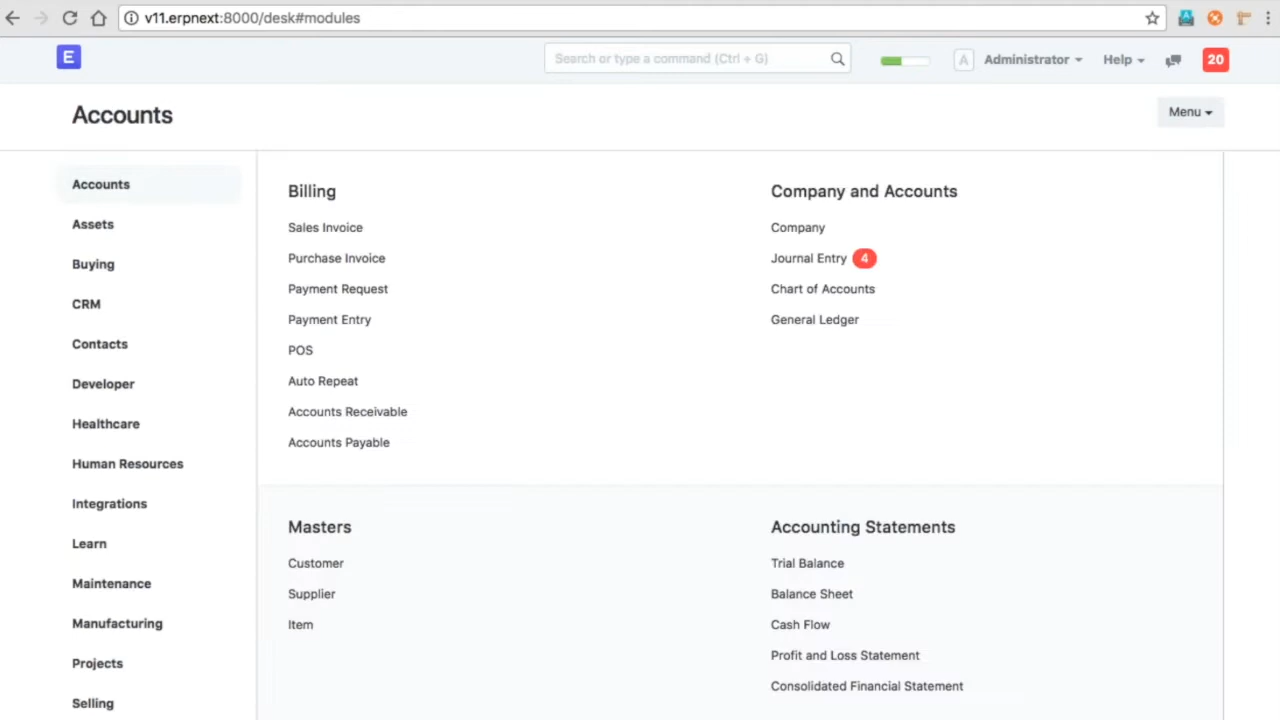 v11.erpnext:8000/desk#modules
E
Search or type a command (Ctrl + G)
A
Administrator
Help
20
Accounts
Menu
Accounts
Assets
Buying
CRM
Contacts
Developer
Healthcare
Human Resources
Integrations
Learn
Maintenance
Manufacturing
Projects
Selling
Billing
Sales Invoice
Purchase Invoice
Payment Request
Payment Entry
POS
Auto Repeat
Accounts Receivable
Accounts Payable
Company and Accounts
Company
Journal Entry 4
Chart of Accounts
General Ledger
Masters
Customer
Supplier
Item
Accounting Statements
Trial Balance
Balance Sheet
Cash Flow
Profit and Loss Statement
Consolidated Financial Statement